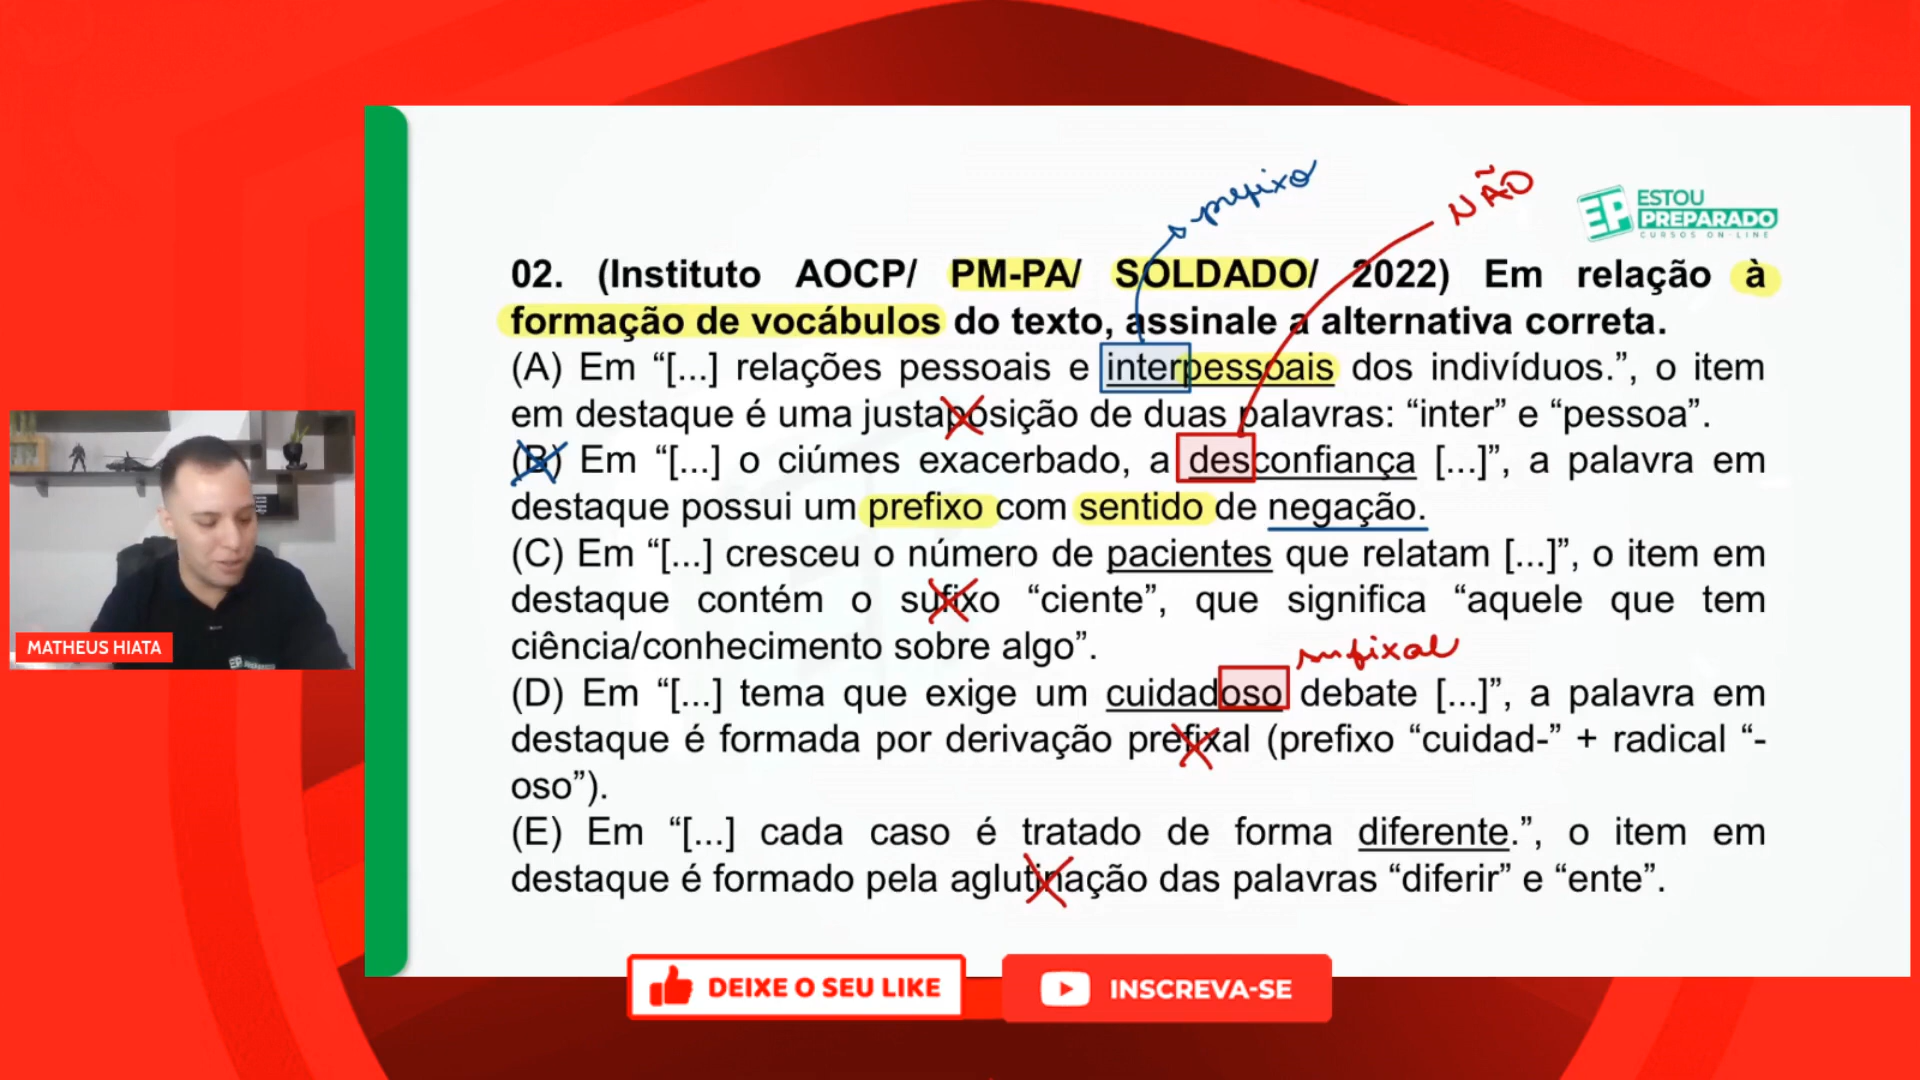 prefixo
NÃO
ESTOU
PREPARADO
CURSOS ON-LINE
02. (Instituto AOCP/ PM-PA/ SOLDADO/ 2022) Em relação à
formação de vocábulos do texto, assinale a alternativa correta.
(A) Em “[...] relações pessoais e interpessoais dos indivíduos.”, o item
em destaque é uma justaposição de duas palavras: “inter” e “pessoa”.
(B) Em “[...] o ciúmes exacerbado, a desconfiança [...]”, a palavra em
destaque possui um prefixo com sentido de negação.
(C) Em “[...] cresceu o número de pacientes que relatam [...]”, o item em
destaque contém o sufixo “ciente”, que significa “aquele que tem
ciência/conhecimento sobre algo”.
sufixal
(D) Em “[...] tema que exige um cuidadoso debate [...]”, a palavra em
destaque é formada por derivação prefixal (prefixo “cuidad-” + radical “-
oso”).
(E) Em “[...] cada caso é tratado de forma diferente.”, o item em
destaque é formado pela aglutinação das palavras “diferir” e “ente”.
MATHEUS HIATA
DEIXE O SEU LIKE
INSCREVA-SE